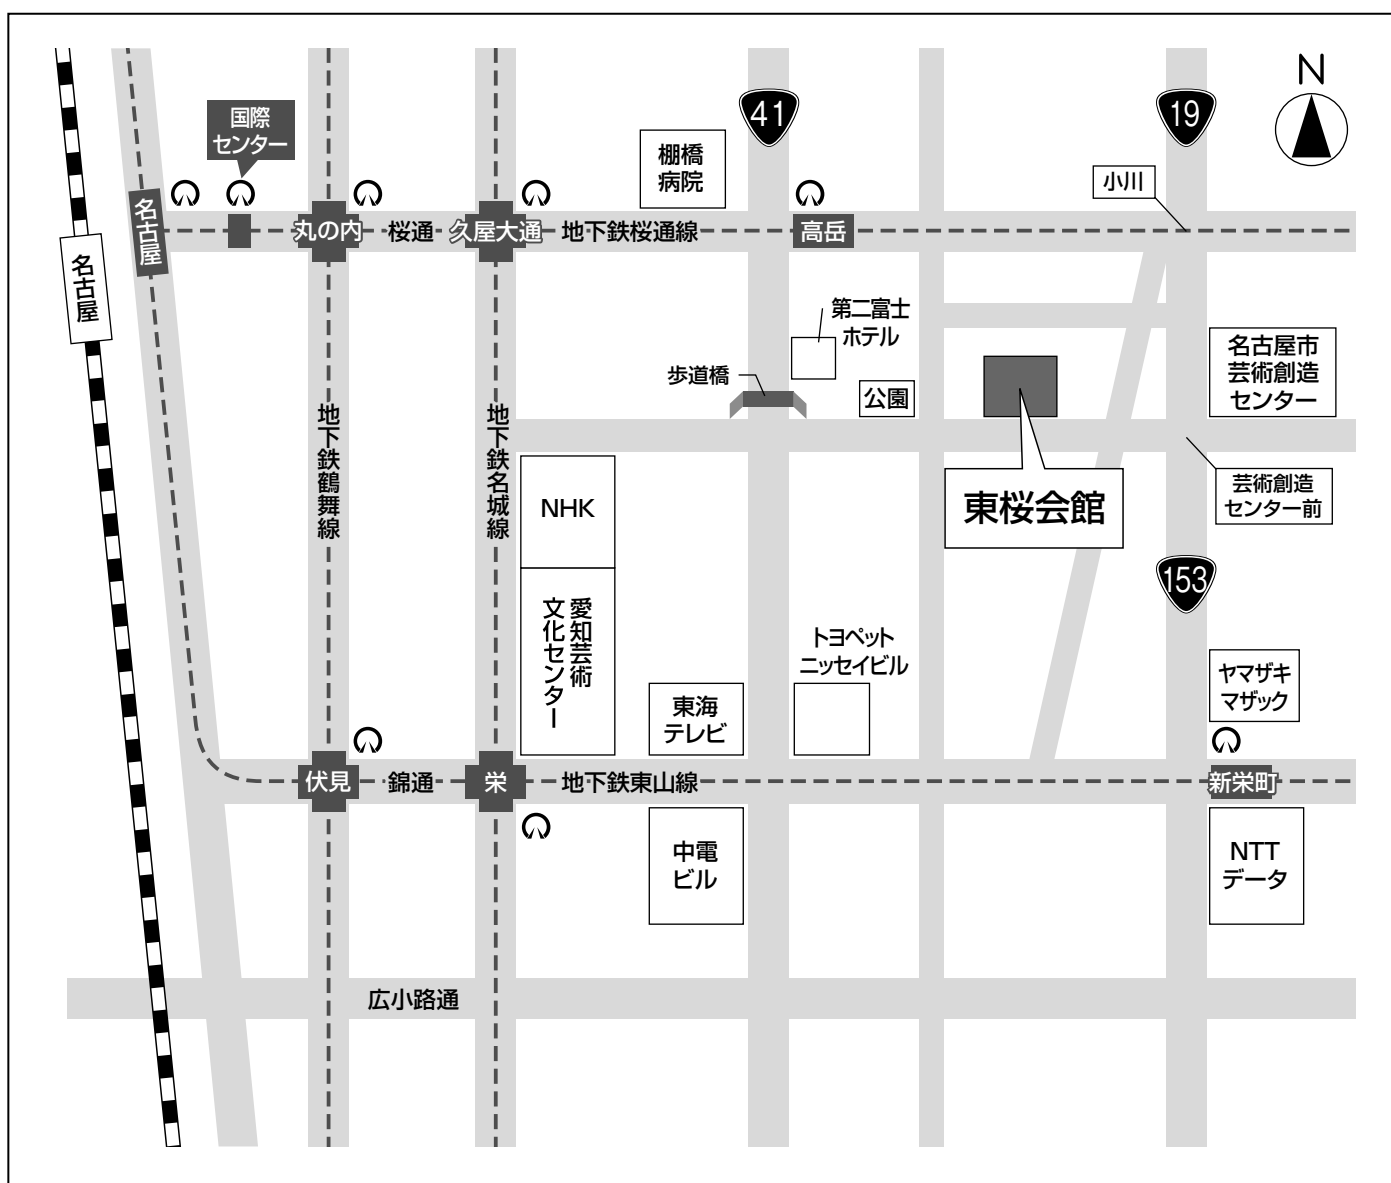 N
41
19
国際
センター
棚橋
病院
小川
名古屋
丸の内
桜通
久屋大通
地下鉄桜通線
高岳
名古屋
第二富士
ホテル
名古屋市
芸術創造
センター
歩道橋
公園
地下鉄鶴舞線
地下鉄名城線
NHK
東桜会館
芸術創造
センター前
153
愛知芸術
文化センター
トヨペット
ニッセイビル
ヤマザキ
マザック
東海
テレビ
伏見
錦通
栄
地下鉄東山線
新栄町
中電
ビル
NTT
データ
広小路通